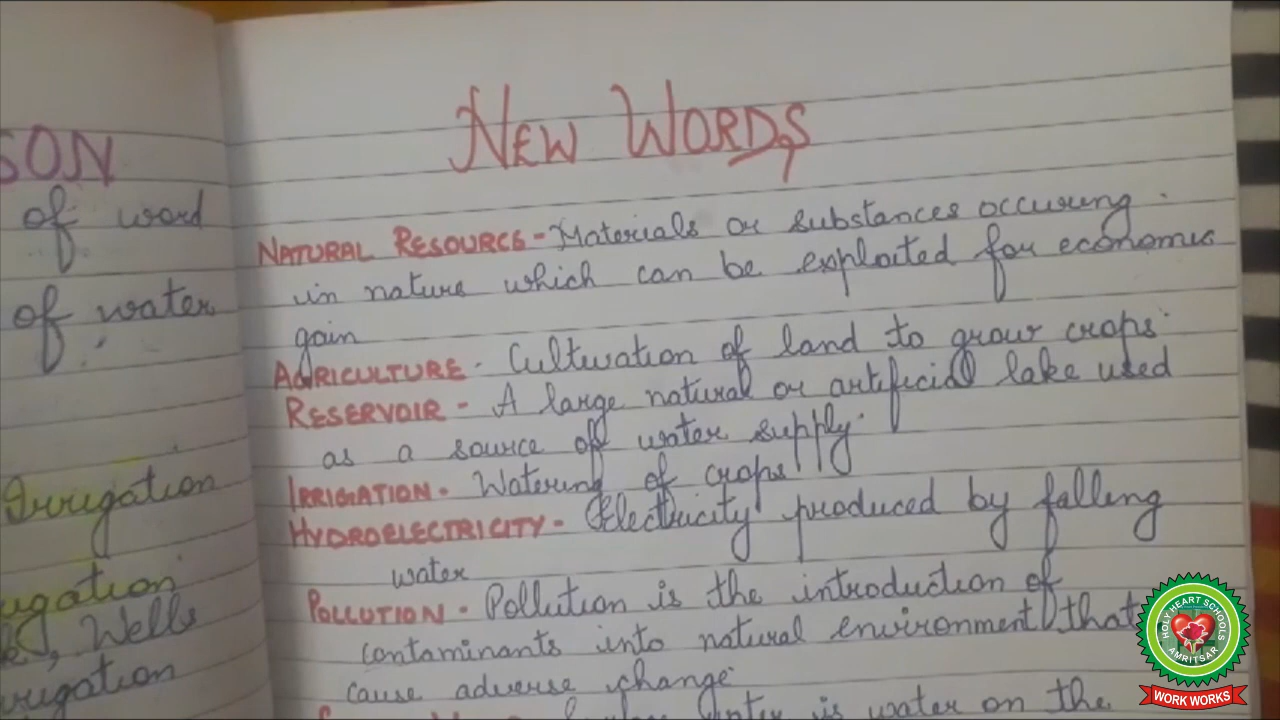 SON
of word
of water
Irrigation
ugation
, Wells
rrigation
NEW WORDS
NATURAL RESOURCE - Materials or substances occuring
in nature which can be exploited for economic
gain
AGRICULTURE - Cultivation of land to grow crops
RESERVOIR - A large natural or artificial lake used
as a source of water supply
IRRIGATION - Watering of crops
HYDROELECTRICITY - Electricity produced by falling
water
POLLUTION - Pollution is the introduction of
contaminants into natural environment that
cause adverse change
water is water on the
HOLY HEART SCHOOLS
AMRITSAR
WORK WORKS